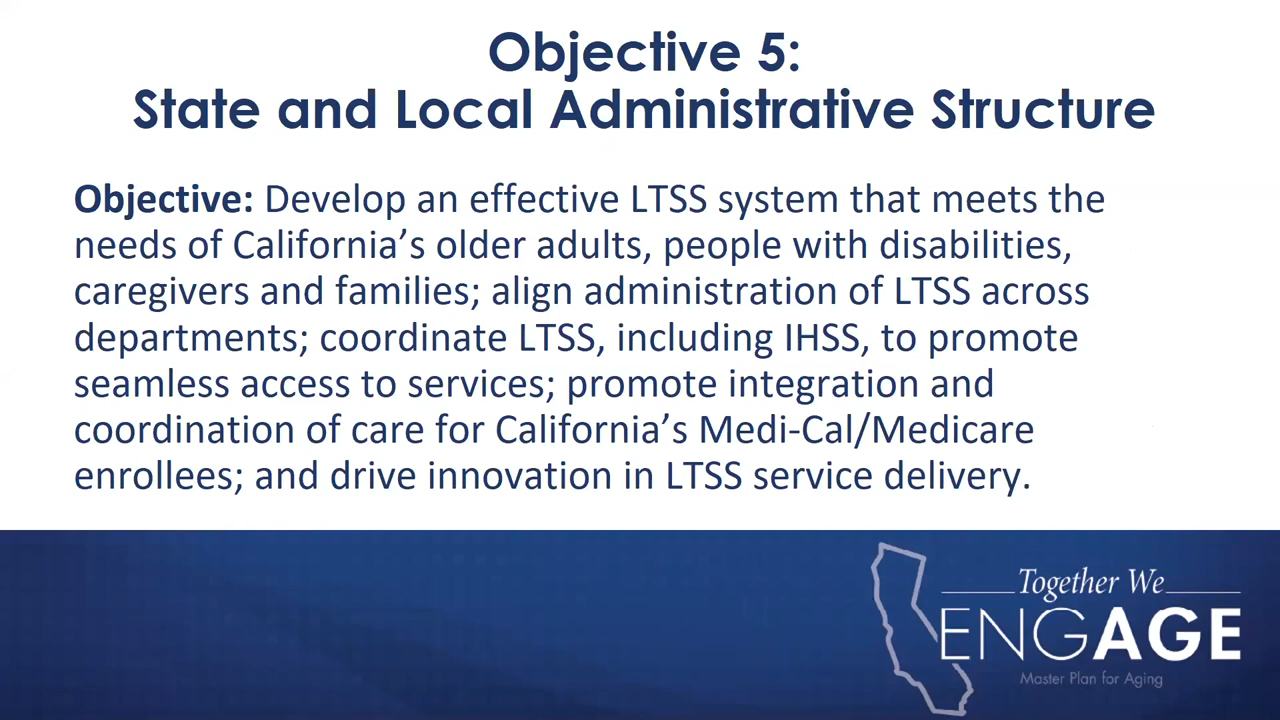 Objective 5:
State and Local Administrative Structure
Objective: Develop an effective LTSS system that meets the
needs of California’s older adults, people with disabilities,
caregivers and families; align administration of LTSS across
departments; coordinate LTSS, including IHSS, to promote
seamless access to services; promote integration and
coordination of care for California’s Medi-Cal/Medicare
enrollees; and drive innovation in LTSS service delivery.
Together We
ENGAGE
Master Plan for Aging